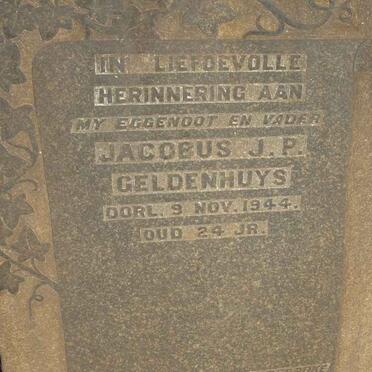 IN LIEFDEVOLLE
HERINNERING AAN
MY EGGENOOT EN VADER
JACOBUS J.P.
GELDENHUYS
OORL. 9 NOV. 1944.
OUD 24 JR.